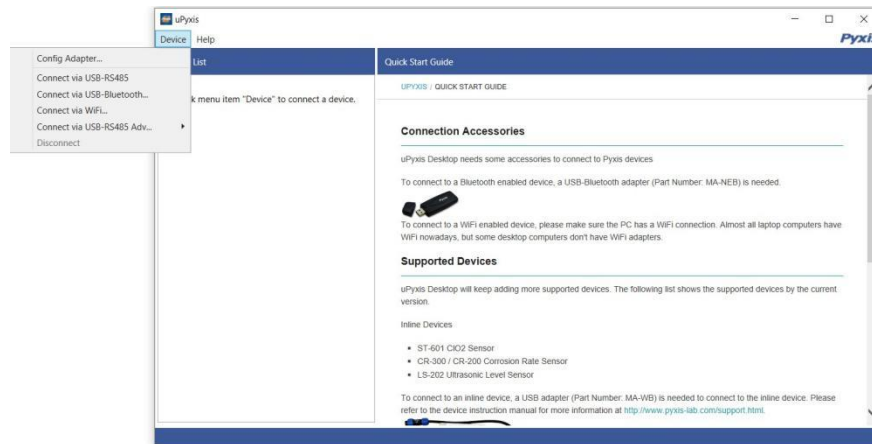 uPyxis
Device Help
Config Adapter...
Connect via USB-RS485
Connect via USB-Bluetooth...
Connect via WiFi...
Connect via USB-RS485 Adv...
Disconnect
List
k menu item "Device" to connect a device.
Pyxis
Quick Start Guide
UPYXIS / QUICK START GUIDE
Connection Accessories
uPyxis Desktop needs some accessories to connect to Pyxis devices
To connect to a Bluetooth enabled device, a USB-Bluetooth adapter (Part Number: MA-NEB) is needed.
To connect to a WiFi enabled device, please make sure the PC has a WiFi connection. Almost all laptop computers have
WiFi nowadays, but some desktop computers don't have WiFi adapters.
Supported Devices
uPyxis Desktop will keep adding more supported devices. The following list shows the supported devices by the current
version.
Inline Devices
ST-601 ClO2 Sensor
CR-300 / CR-200 Corrosion Rate Sensor
LS-202 Ultrasonic Level Sensor
To connect to an inline device, a USB adapter (Part Number: MA-WB) is needed to connect to the inline device. Please
refer to the device instruction manual for more information at http://www.pyxis-lab.com/support.html.